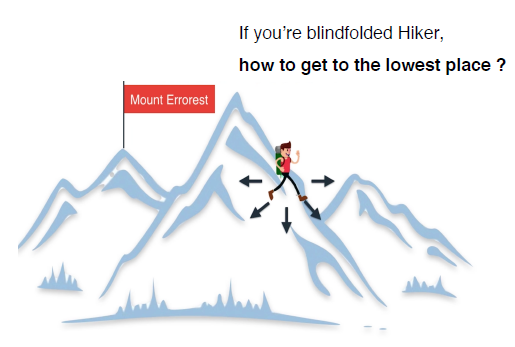 If you're blindfolded Hiker,
how to get to the lowest place ?
Mount Errorest